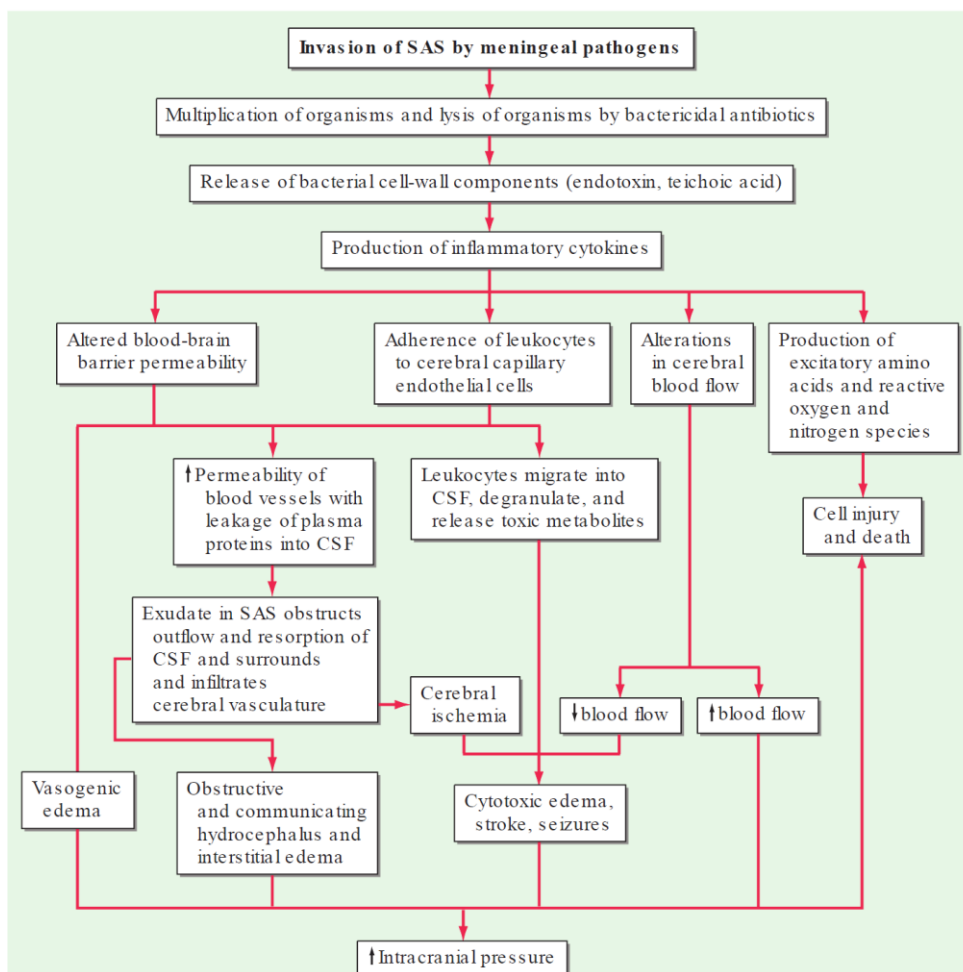 Invasion of SAS by meningeal pathogens
Multiplication of organisms and lysis of organisms by bactericidal antibiotics
Release of bacterial cell-wall components (endotoxin, teichoic acid)
Production of inflammatory cytokines
Altered blood-brain
barrier permeability
Adherence of leukocytes
to cerebral capillary
endothelial cells
Alterations
in cerebral
blood flow
Production of
excitatory amino
acids and reactive
oxygen and
nitrogen species
↑Permeability of
blood vessels with
leakage of plasma
proteins into CSF
Leukocytes migrate into
CSF, degranulate, and
release toxic metabolites
Cell injury
and death
Exudate in SAS obstructs
outflow and resorption of
CSF and surrounds
and infiltrates
cerebral vasculature
Cerebral
ischemia
↓blood flow
↑blood flow
Vasogenic
edema
Obstructive
and communicating
hydrocephalus and
interstitial edema
Cytotoxic edema,
stroke, seizures
↑Intracranial pressure